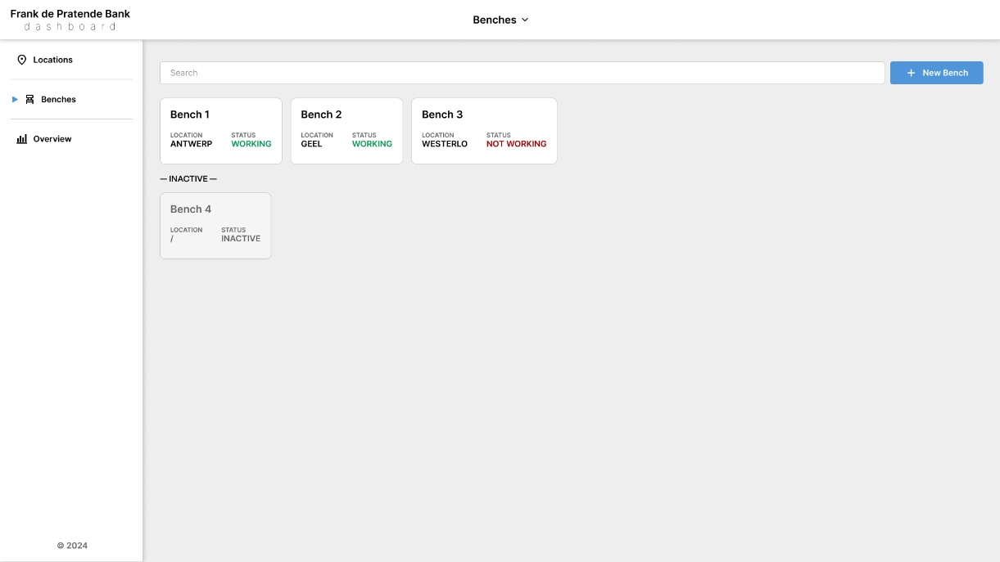 Frank de Pratende Bank
dashboard
Benches
Locations
Benches
Overview
© 2024
Search
New Bench
Bench 1
LOCATION STATUS
ANTWERP WORKING
Bench 2
LOCATION STATUS
GEEL WORKING
Bench 3
LOCATION STATUS
WESTERLO NOT WORKING
— INACTIVE —
Bench 4
LOCATION STATUS
/ INACTIVE